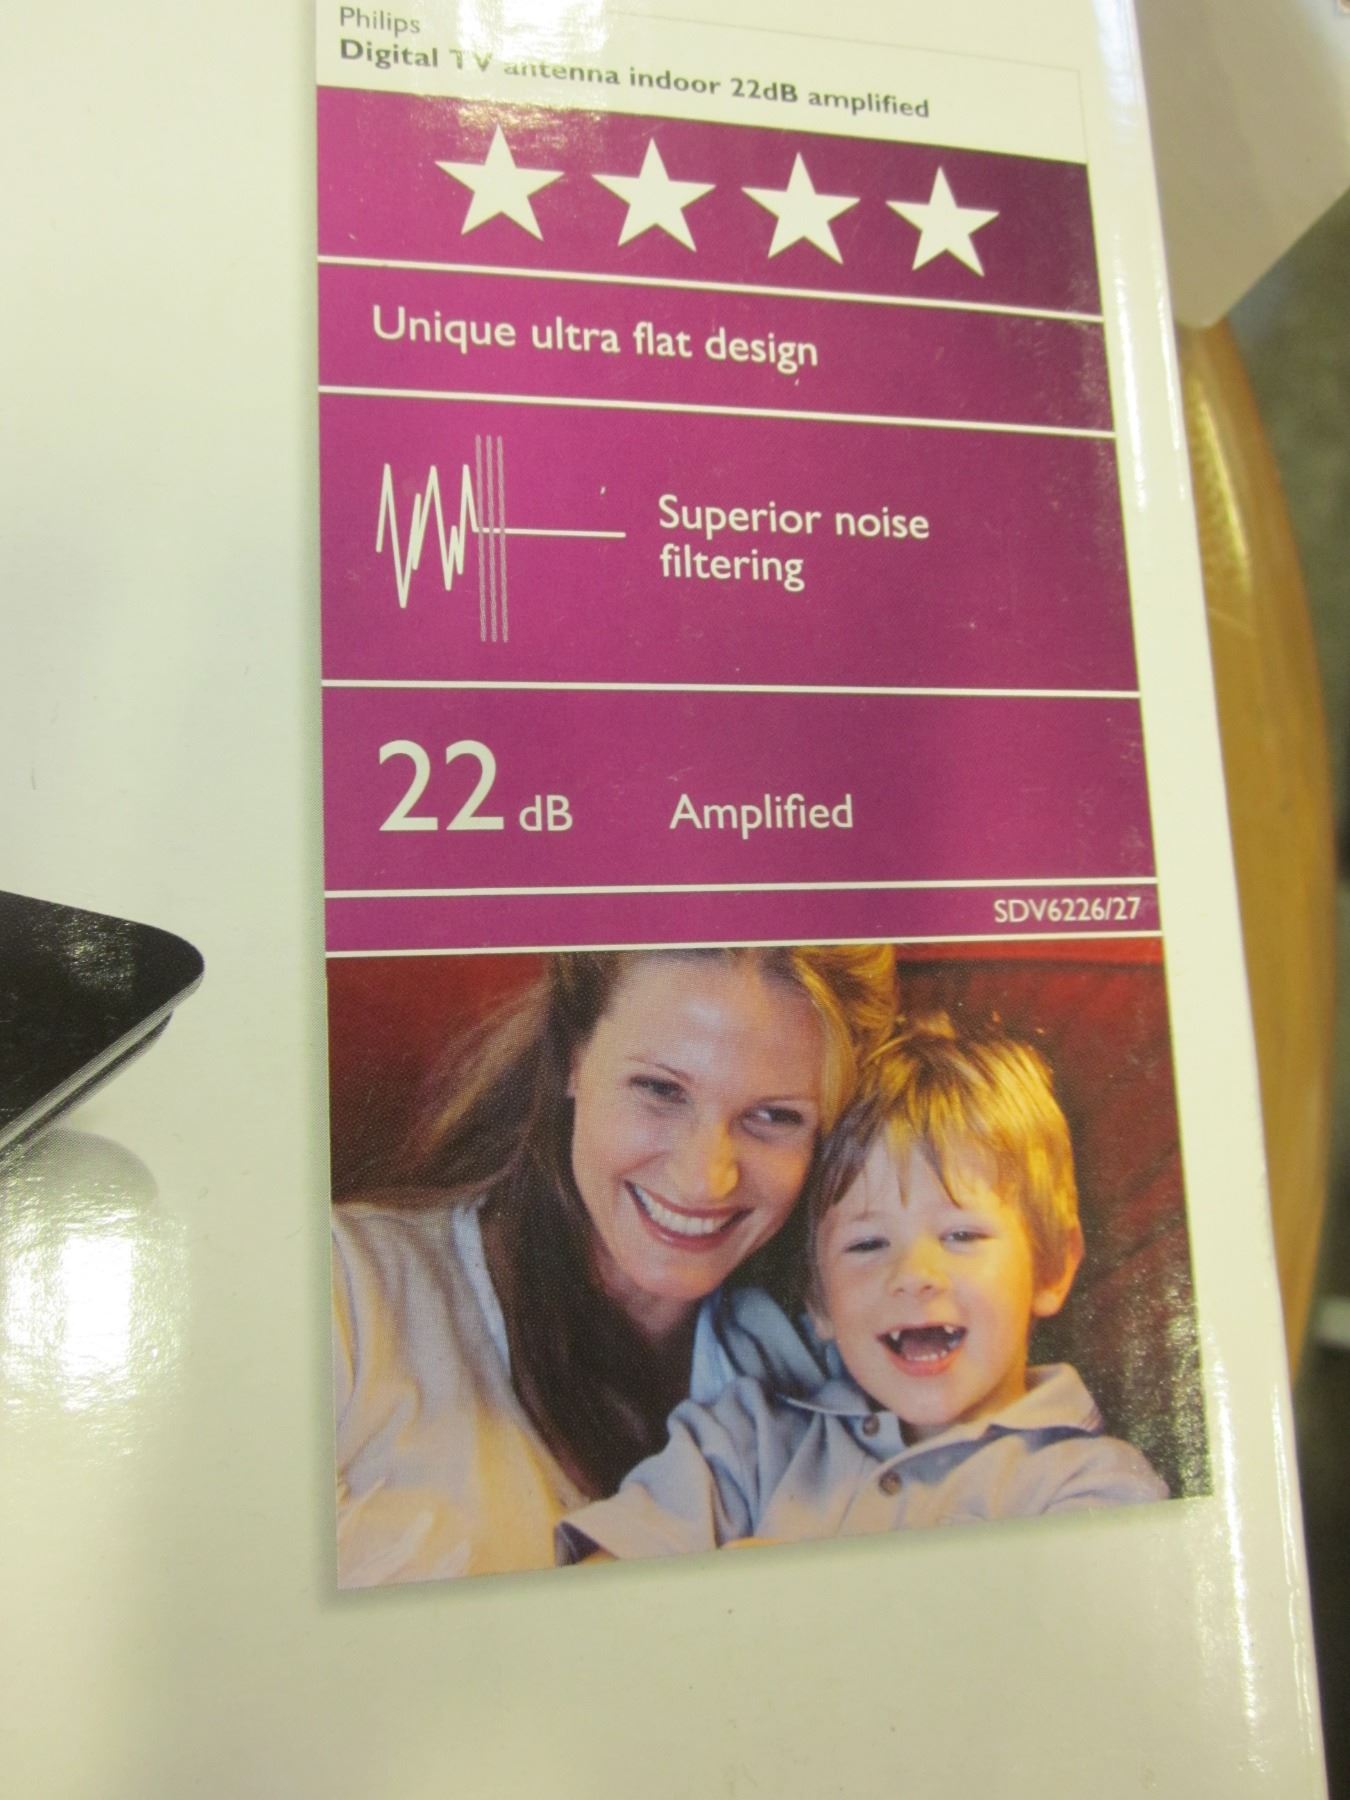 Philips
Digital TV antenna indoor 22dB amplified
Unique ultra flat design
Superior noise
filtering
22 dB Amplified
SDV6226/27